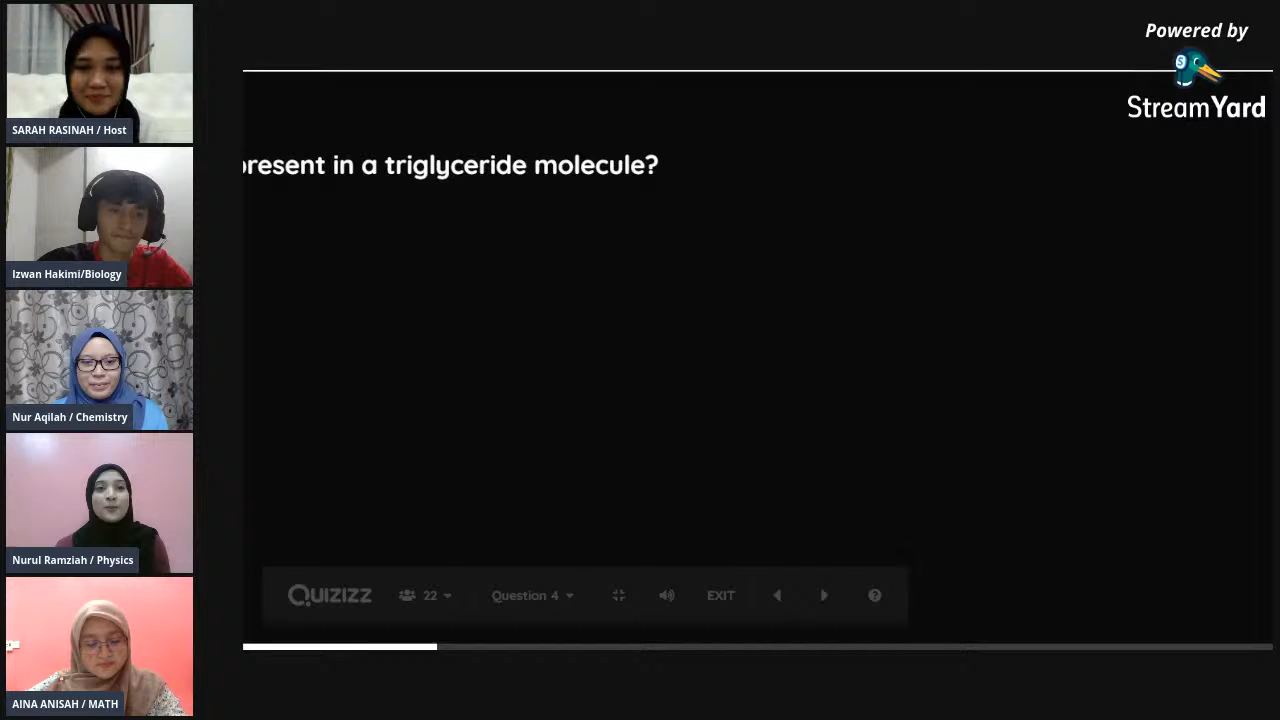 Powered by
StreamYard
SARAH RASINAH / Host
present in a triglyceride molecule?
Izwan Hakimi/Biology
Nur Aqilah / Chemistry
Nurul Ramziah / Physics
QUIZIZZ 22 Question 4 EXIT
AINA ANISAH / MATH